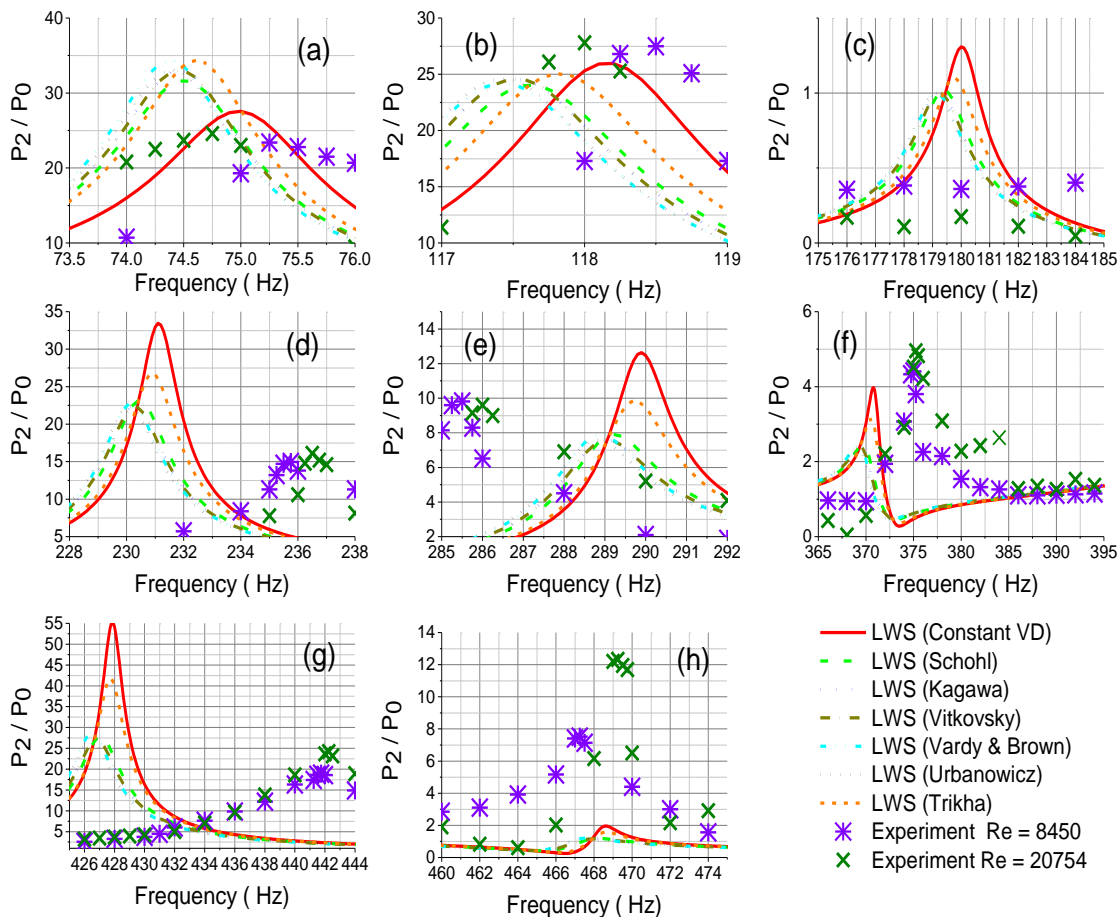 (a)
P2 / P0
40
35
30
25
20
15
10
73.5 74.0 74.5 75.0 75.5 76.0
Frequency ( Hz)
(b)
P2 / P0
30
28
25
23
20
18
15
13
10
117 118 119
Frequency ( Hz)
(c)
P2 / P0
1
0
175 176 177 178 179 180 181 182 183 184 185
Frequency ( Hz)
(d)
P2 / P0
35
30
25
20
15
10
5
228 230 232 234 236 238
Frequency ( Hz)
(e)
P2 / P0
14
12
10
8
6
4
2
285 286 287 288 289 290 291 292
Frequency ( Hz)
(f)
P2 / P0
6
4
2
0
365 370 375 380 385 390 395
Frequency ( Hz)
(g)
P2 / P0
55
50
45
40
35
30
25
20
15
10
5
426 428 430 432 434 436 438 440 442 444
Frequency ( Hz)
(h)
P2 / P0
14
12
10
8
6
4
2
0
460 462 464 466 468 470 472 474
Frequency ( Hz)
LWS (Constant VD)
LWS (Schohl)
LWS (Kagawa)
LWS (Vitkovsky)
LWS (Vardy & Brown)
LWS (Urbanowicz)
LWS (Trikha)
Experiment Re = 8450
Experiment Re = 20754